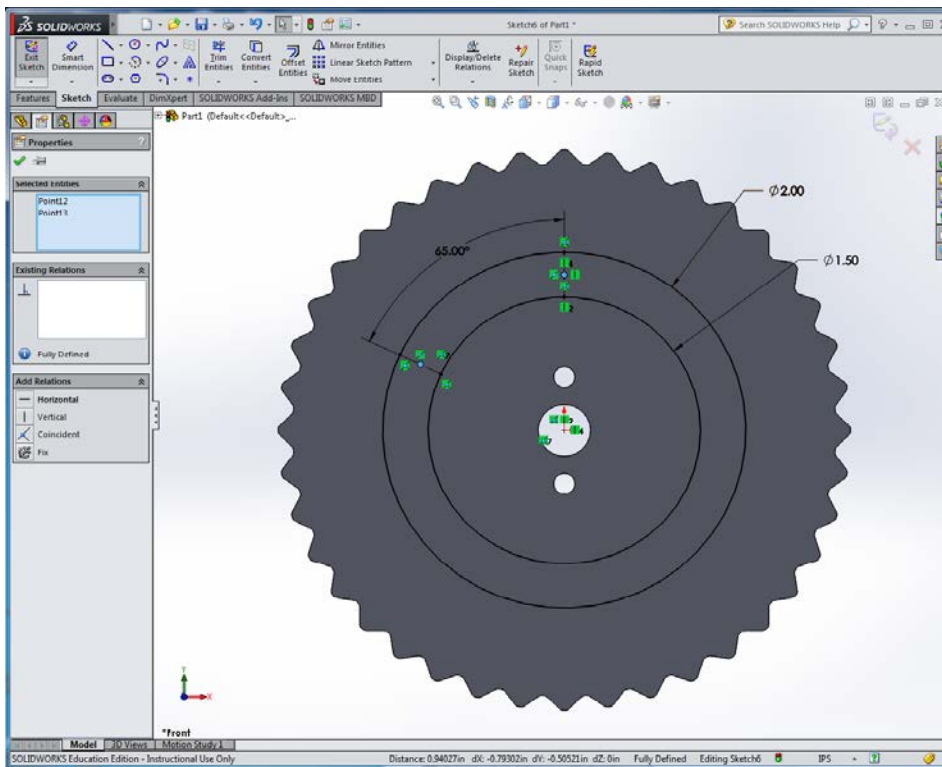 SOLIDWORKS
Sketch6 of Part1 *
Search SOLIDWORKS Help
Exit Sketch
Smart Dimension
Trim Entities
Convert Entities
Offset Entities
Mirror Entities
Linear Sketch Pattern
Move Entities
Display/Delete Relations
Repair Sketch
Quick Snaps
Rapid Sketch
Features Sketch Evaluate DimXpert SOLIDWORKS Add-Ins SOLIDWORKS MBD
Part1 (Default<<Default>_...
Properties ?
Selected Entities
Point12
Point13
Existing Relations
Fully Defined
Add Relations
Horizontal
Vertical
Coincident
Fix
Ø2.00
65.00°
Ø1.50
Y
X
*Front
Model 3D Views Motion Study 1
SOLIDWORKS Education Edition - Instructional Use Only
Distance: 0.94027in dX: -0.79302in dY: -0.50521in dZ: 0in Fully Defined Editing Sketch6 IPS